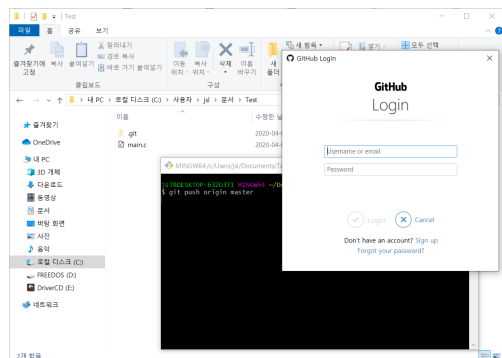 Test
파일 홈 공유 보기
즐겨찾기에 고정
복사
붙여넣기
잘라내기
경로 복사
바로 가기 붙여넣기
이동 위치
복사 위치
삭제
이름 바꾸기
새 폴더
새 항목
열기
모두 선택
클립보드
구성
내 PC > 로컬 디스크 (C:) > 사용자 > jsl > 문서 > Test
이름
수정한 날
.git
2020-04-
main.c
2020-04-
즐겨찾기
OneDrive
내 PC
3D 개체
다운로드
동영상
문서
바탕 화면
사진
음악
로컬 디스크 (C:)
FREEDOS (D:)
DriverCD (E:)
네트워크
MINGW64:/c/Users/jsl/Documents/Te
MINGW64 ~/Do
$ git push origin master
GitHub Login
GitHub
Login
Username or email
Password
Login
Cancel
Don't have an account? Sign up
Forgot your password?
2개 항목